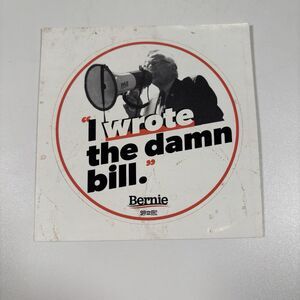 "I wrote
the damn
bill."
Bernie